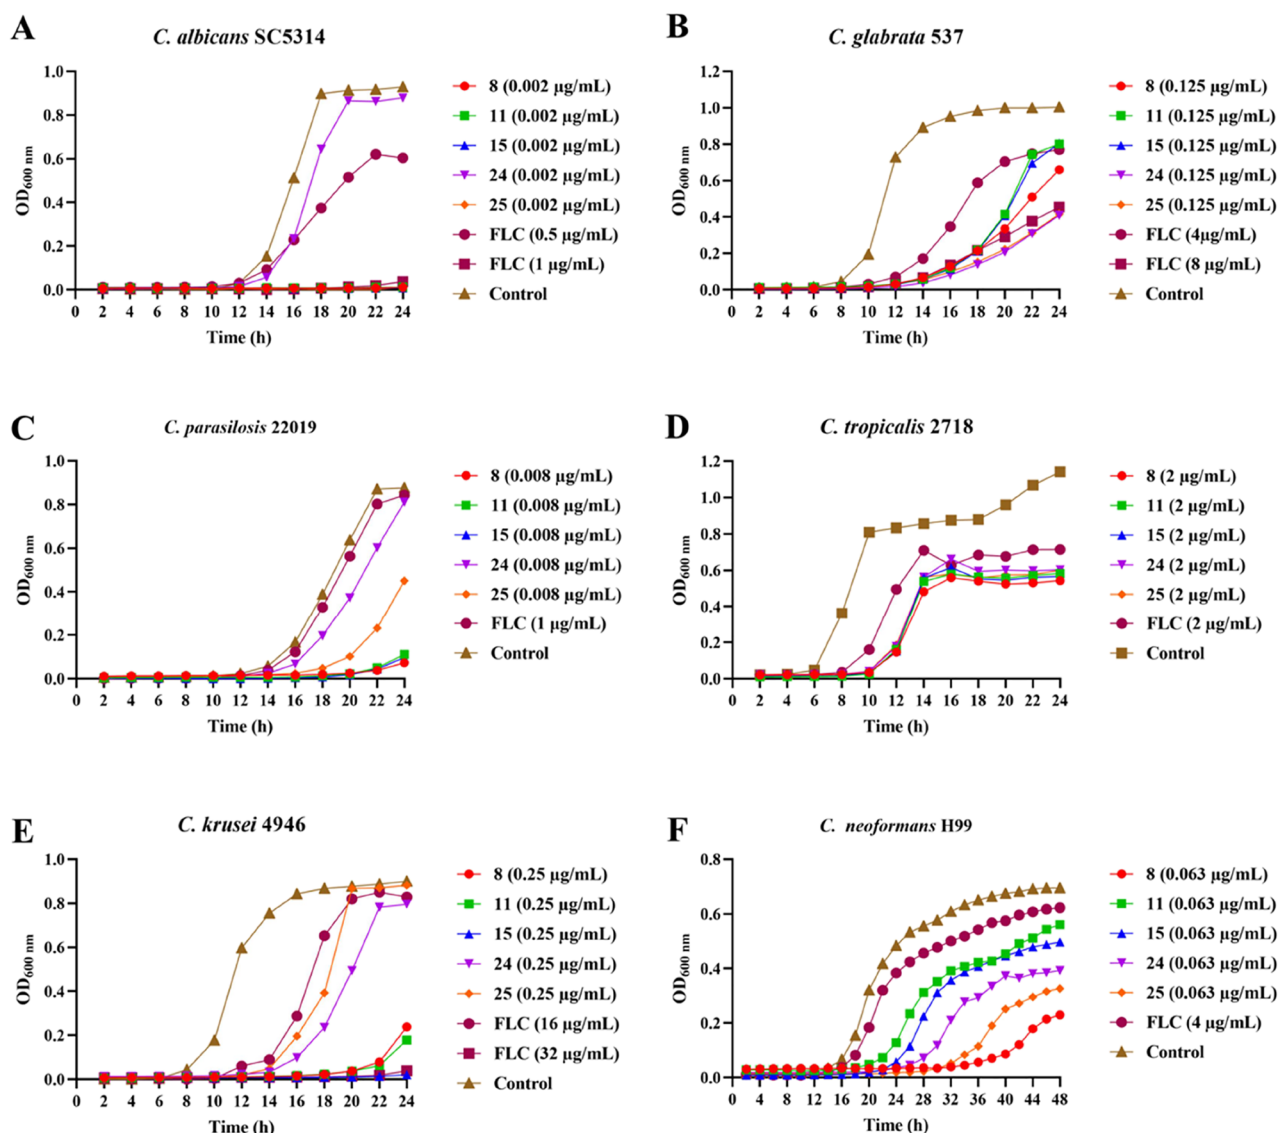 A
C. albicans SC5314
1.0
0.8
0.6
0.4
0.2
0.0
OD600 nm
0 2 4 6 8 10 12 14 16 18 20 22 24
Time (h)
8 (0.002 µg/mL)
11 (0.002 µg/mL)
15 (0.002 µg/mL)
24 (0.002 µg/mL)
25 (0.002 µg/mL)
FLC (0.5 µg/mL)
FLC (1 µg/mL)
Control
B
C. glabrata 537
1.2
1.0
0.8
0.6
0.4
0.2
0.0
OD600 nm
0 2 4 6 8 10 12 14 16 18 20 22 24
Time (h)
8 (0.125 µg/mL)
11 (0.125 µg/mL)
15 (0.125 µg/mL)
24 (0.125 µg/mL)
25 (0.125 µg/mL)
FLC (4µg/mL)
FLC (8 µg/mL)
Control
C
C. parasilosis 22019
1.0
0.8
0.6
0.4
0.2
0.0
OD600 nm
0 2 4 6 8 10 12 14 16 18 20 22 24
Time (h)
8 (0.008 µg/mL)
11 (0.008 µg/mL)
15 (0.008 µg/mL)
24 (0.008 µg/mL)
25 (0.008 µg/mL)
FLC (1 µg/mL)
Control
D
C. tropicalis 2718
1.2
1.0
0.8
0.6
0.4
0.2
0.0
OD600 nm
0 2 4 6 8 10 12 14 16 18 20 22 24
Time (h)
8 (2 µg/mL)
11 (2 µg/mL)
15 (2 µg/mL)
24 (2 µg/mL)
25 (2 µg/mL)
FLC (2 µg/mL)
Control
E
C. krusei 4946
1.0
0.8
0.6
0.4
0.2
0.0
OD600 nm
0 2 4 6 8 10 12 14 16 18 20 22 24
Time (h)
8 (0.25 µg/mL)
11 (0.25 µg/mL)
15 (0.25 µg/mL)
24 (0.25 µg/mL)
25 (0.25 µg/mL)
FLC (16 µg/mL)
FLC (32 µg/mL)
Control
F
C. neoformans H99
0.8
0.6
0.4
0.2
0.0
OD600 nm
0 4 8 12 16 20 24 28 32 36 40 44 48
Time (h)
8 (0.063 µg/mL)
11 (0.063 µg/mL)
15 (0.063 µg/mL)
24 (0.063 µg/mL)
25 (0.063 µg/mL)
FLC (4 µg/mL)
Control